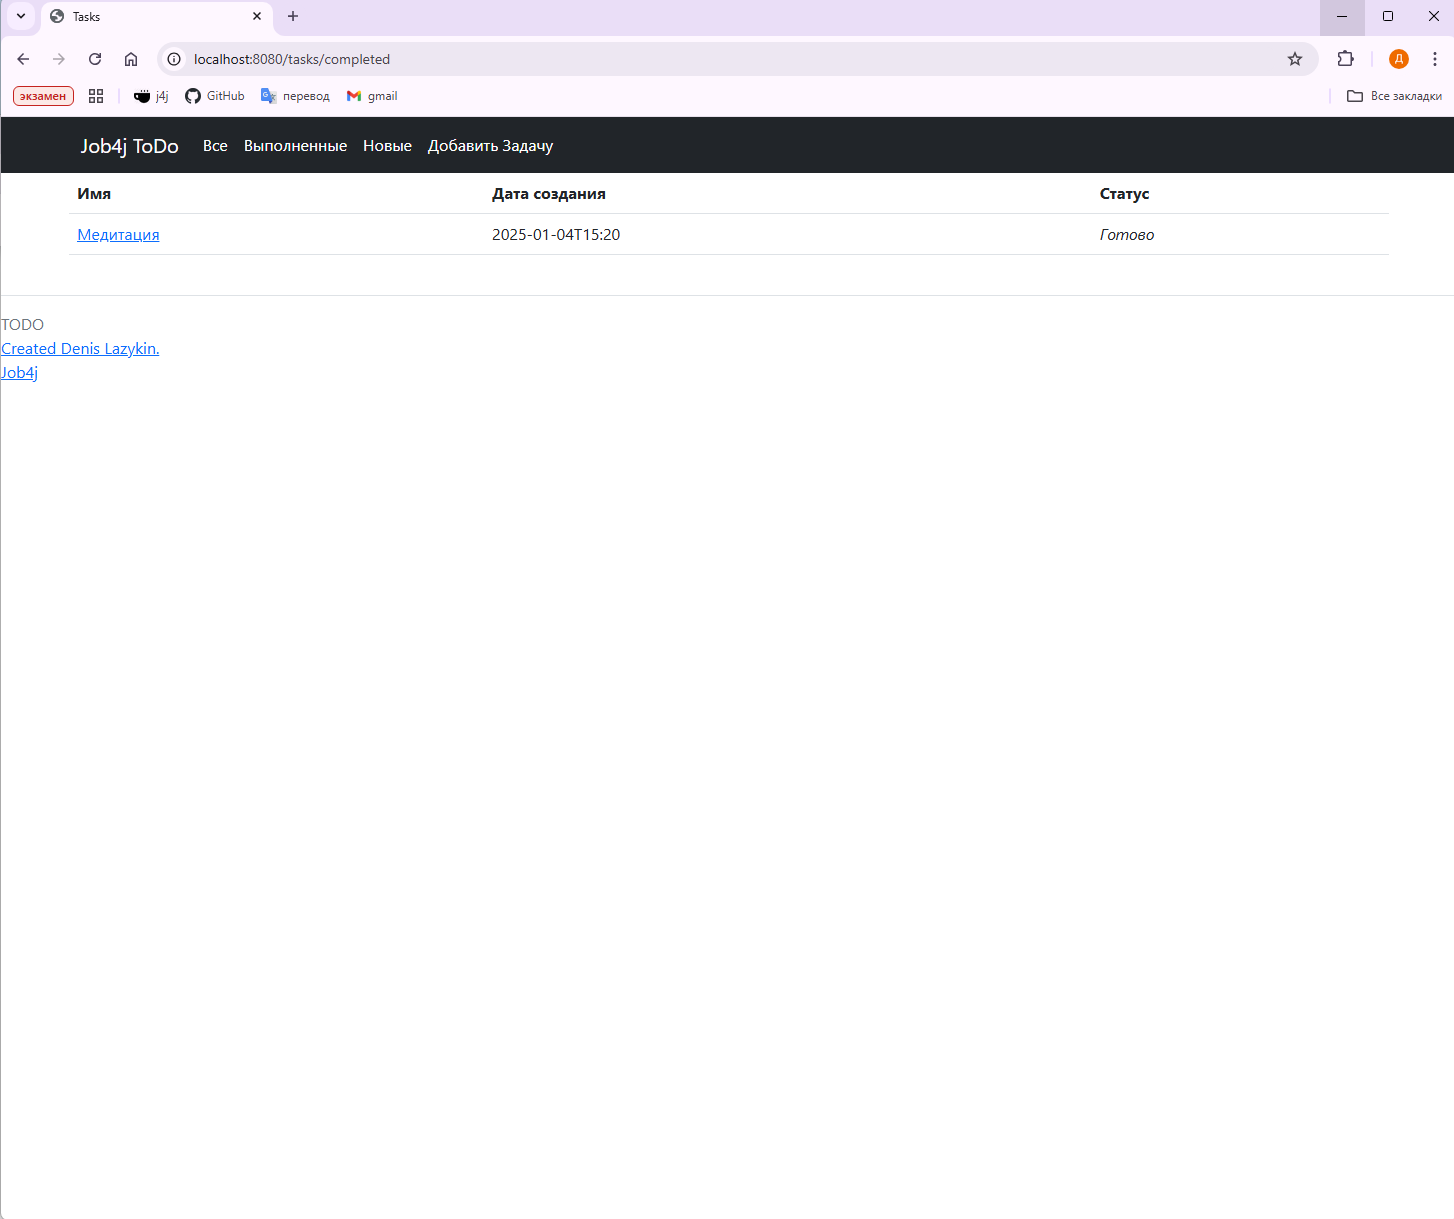 Tasks
localhost:8080/tasks/completed
Д
экзамен j4j GitHub перевод gmail Все закладки
Job4j ToDo Все Выполненные Новые Добавить Задачу
Имя Дата создания Статус
Медитация 2025-01-04T15:20 Готово
TODO
Created Denis Lazykin.
Job4j